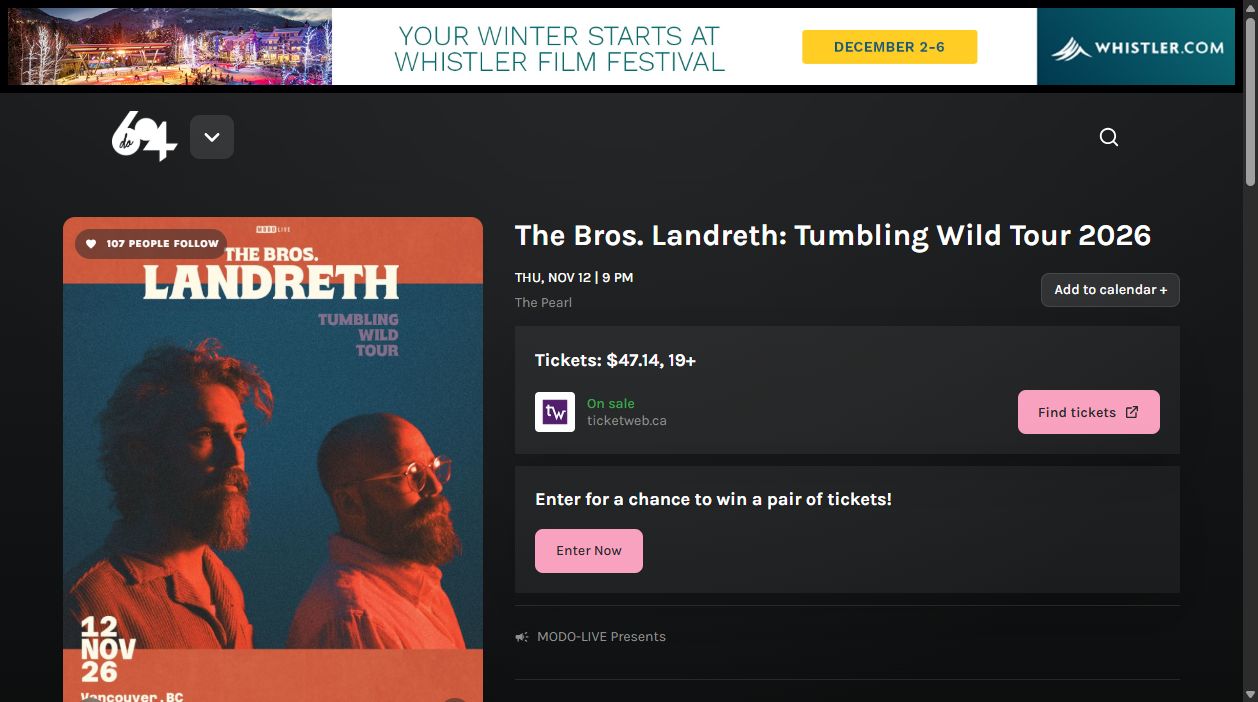 YOUR WINTER STARTS AT
WHISTLER FILM FESTIVAL
DECEMBER 2-6
WHISTLER.COM
do
604
107 PEOPLE FOLLOW
MODO LIVE
THE BROS.
LANDRETH
TUMBLING
WILD
TOUR
12
NOV
26
Vancouver, BC
The Bros. Landreth: Tumbling Wild Tour 2026
THU, NOV 12 | 9 PM
The Pearl
Add to calendar +
Tickets: $47.14, 19+
tw
On sale
ticketweb.ca
Find tickets
Enter for a chance to win a pair of tickets!
Enter Now
MODO-LIVE Presents